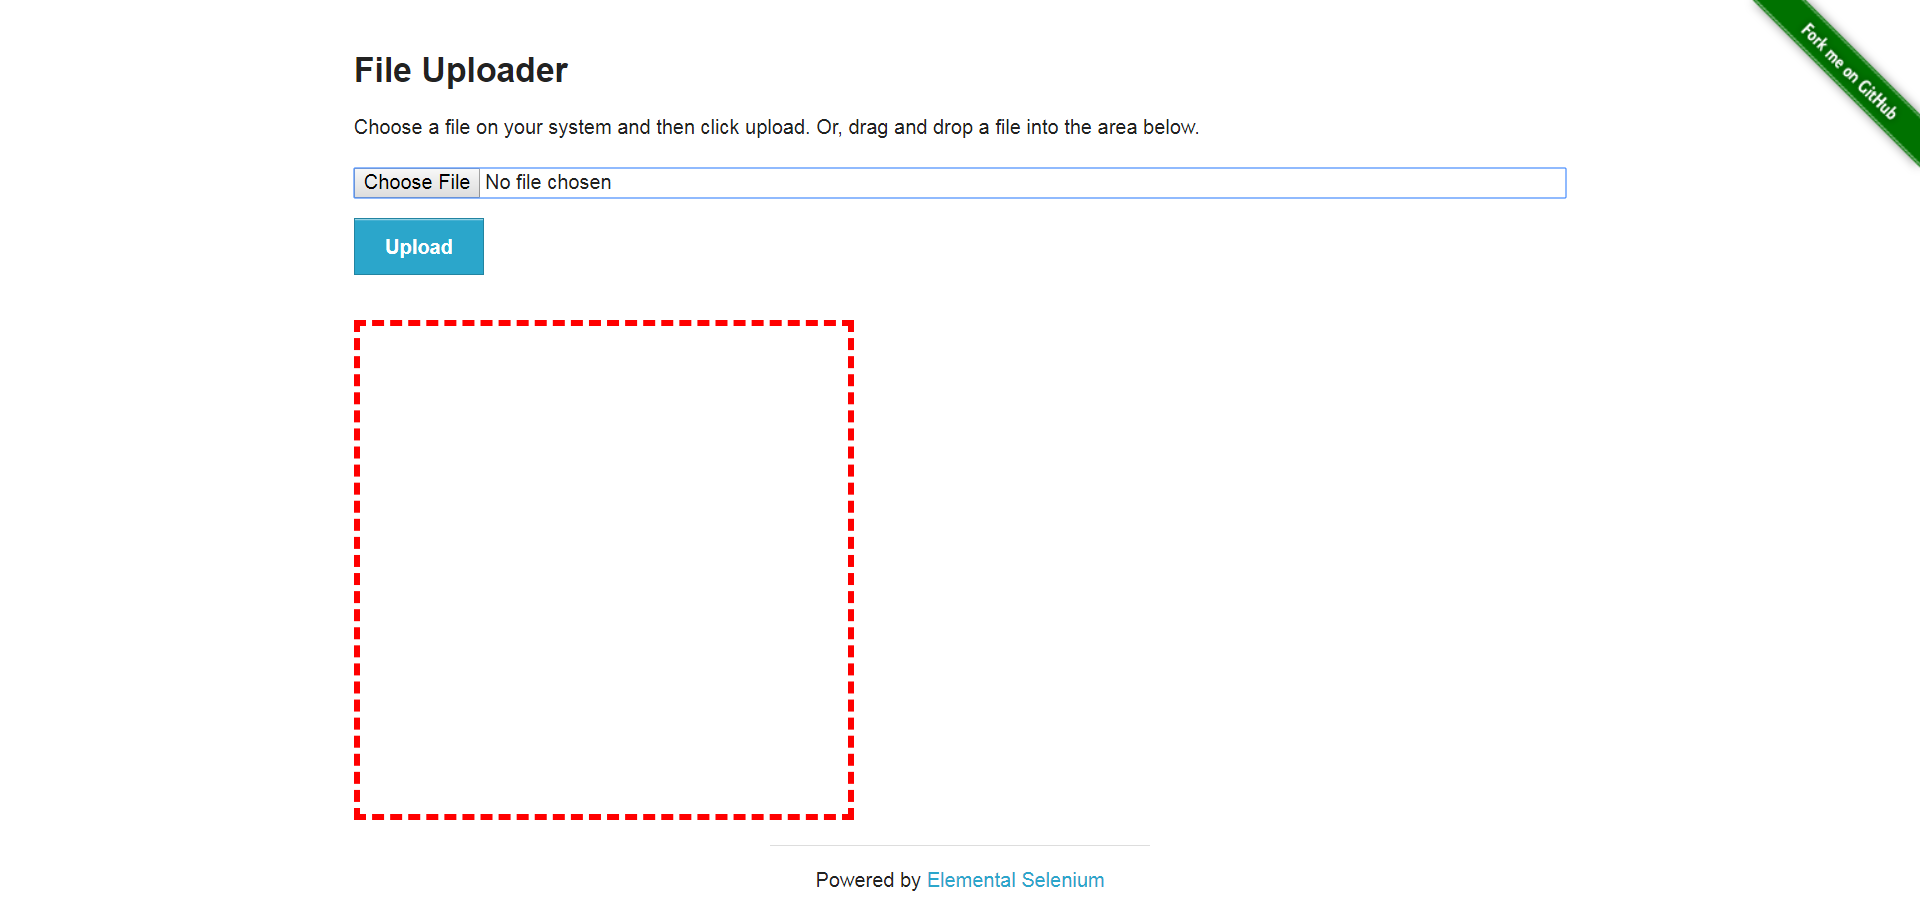 Fork me on GitHub
File Uploader
Choose a file on your system and then click upload. Or, drag and drop a file into the area below.
Choose File No file chosen
Upload
Powered by Elemental Selenium